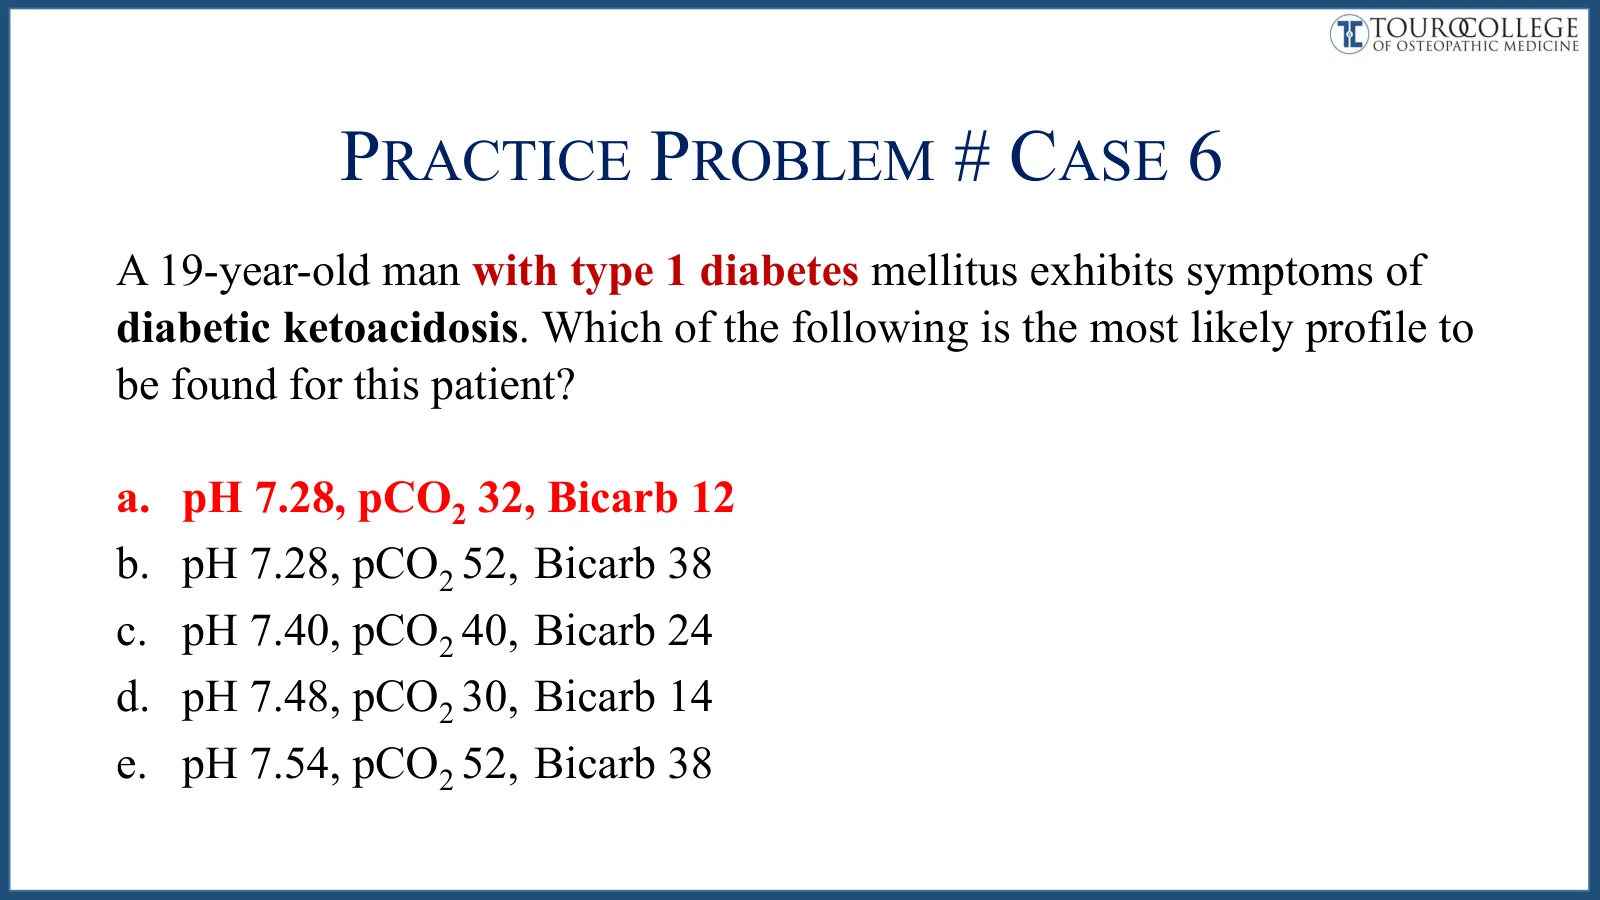 TOUROCOLLEGE
OF OSTEOPATHIC MEDICINE
PRACTICE PROBLEM # CASE 6
A 19-year-old man with type 1 diabetes mellitus exhibits symptoms of
diabetic ketoacidosis. Which of the following is the most likely profile to
be found for this patient?
a. pH 7.28, pCO₂ 32, Bicarb 12
b. pH 7.28, pCO₂ 52, Bicarb 38
c. pH 7.40, pCO₂ 40, Bicarb 24
d. pH 7.48, pCO₂ 30, Bicarb 14
e. pH 7.54, pCO₂ 52, Bicarb 38